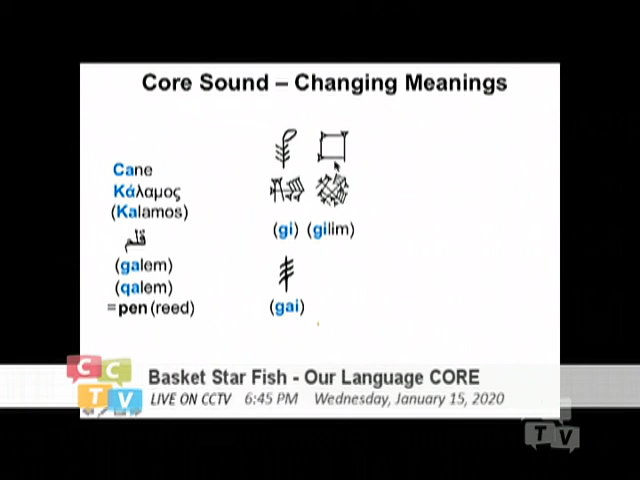 Core Sound – Changing Meanings
Cane
Κάλαμος
(Kalamos)
قلم
(galem)
(qalem)
=pen (reed)
(gi) (gilim)
(gai)
CCTV
Basket Star Fish - Our Language CORE
LIVE ON CCTV 6:45 PM Wednesday, January 15, 2020
TV